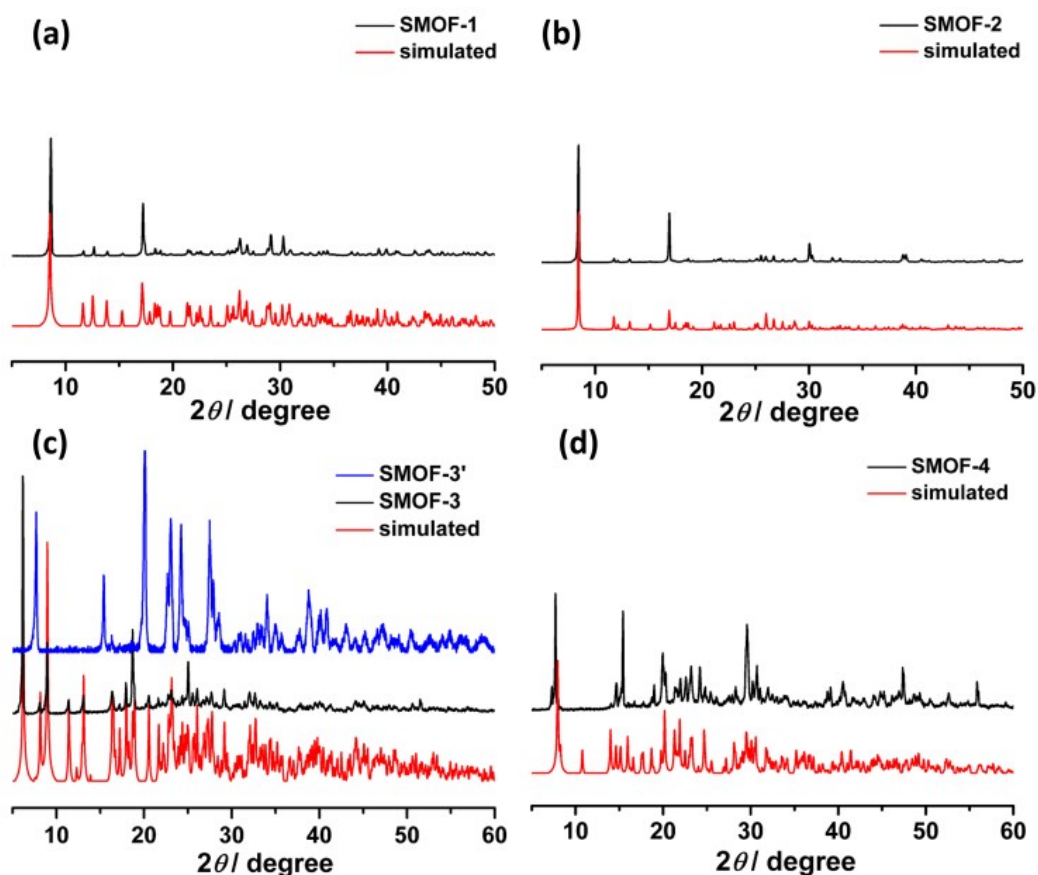 (a)
SMOF-1
simulated
10 20 30 40 50
2θ/ degree
(b)
SMOF-2
simulated
10 20 30 40 50
2θ/ degree
(c)
SMOF-3'
SMOF-3
simulated
10 20 30 40 50 60
2θ/ degree
(d)
SMOF-4
simulated
10 20 30 40 50 60
2θ/ degree